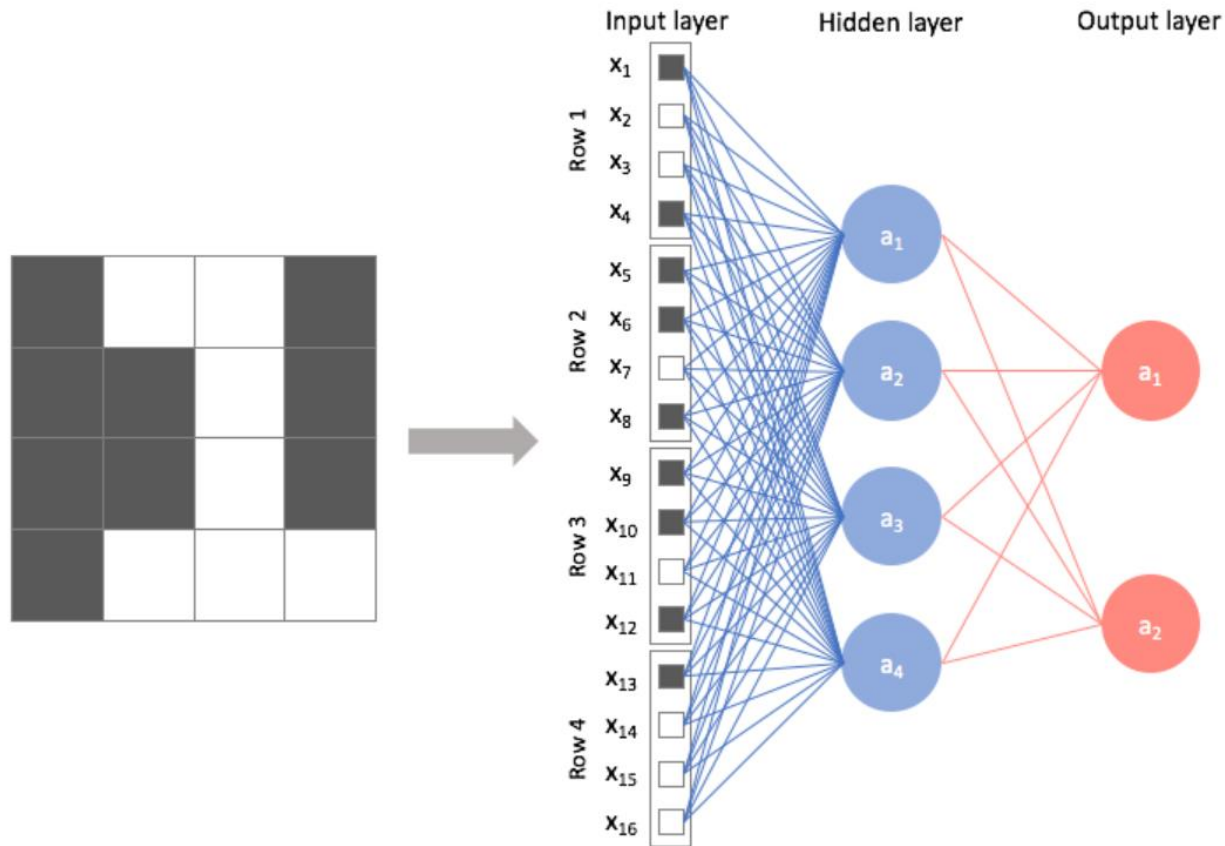 Input layer
Hidden layer
Output layer
Row 1
x1
x2
x3
x4
Row 2
x5
x6
x7
x8
Row 3
x9
x10
x11
x12
Row 4
x13
x14
x15
x16
a1
a2
a3
a4
a1
a2